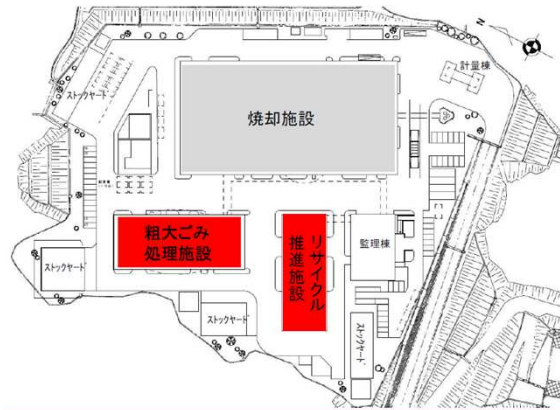 N
計量棟
ストックヤード
焼却施設
粗大ごみ
処理施設
リサイクル
推進施設
監理棟
ストックヤード
ストックヤード
ストックヤード